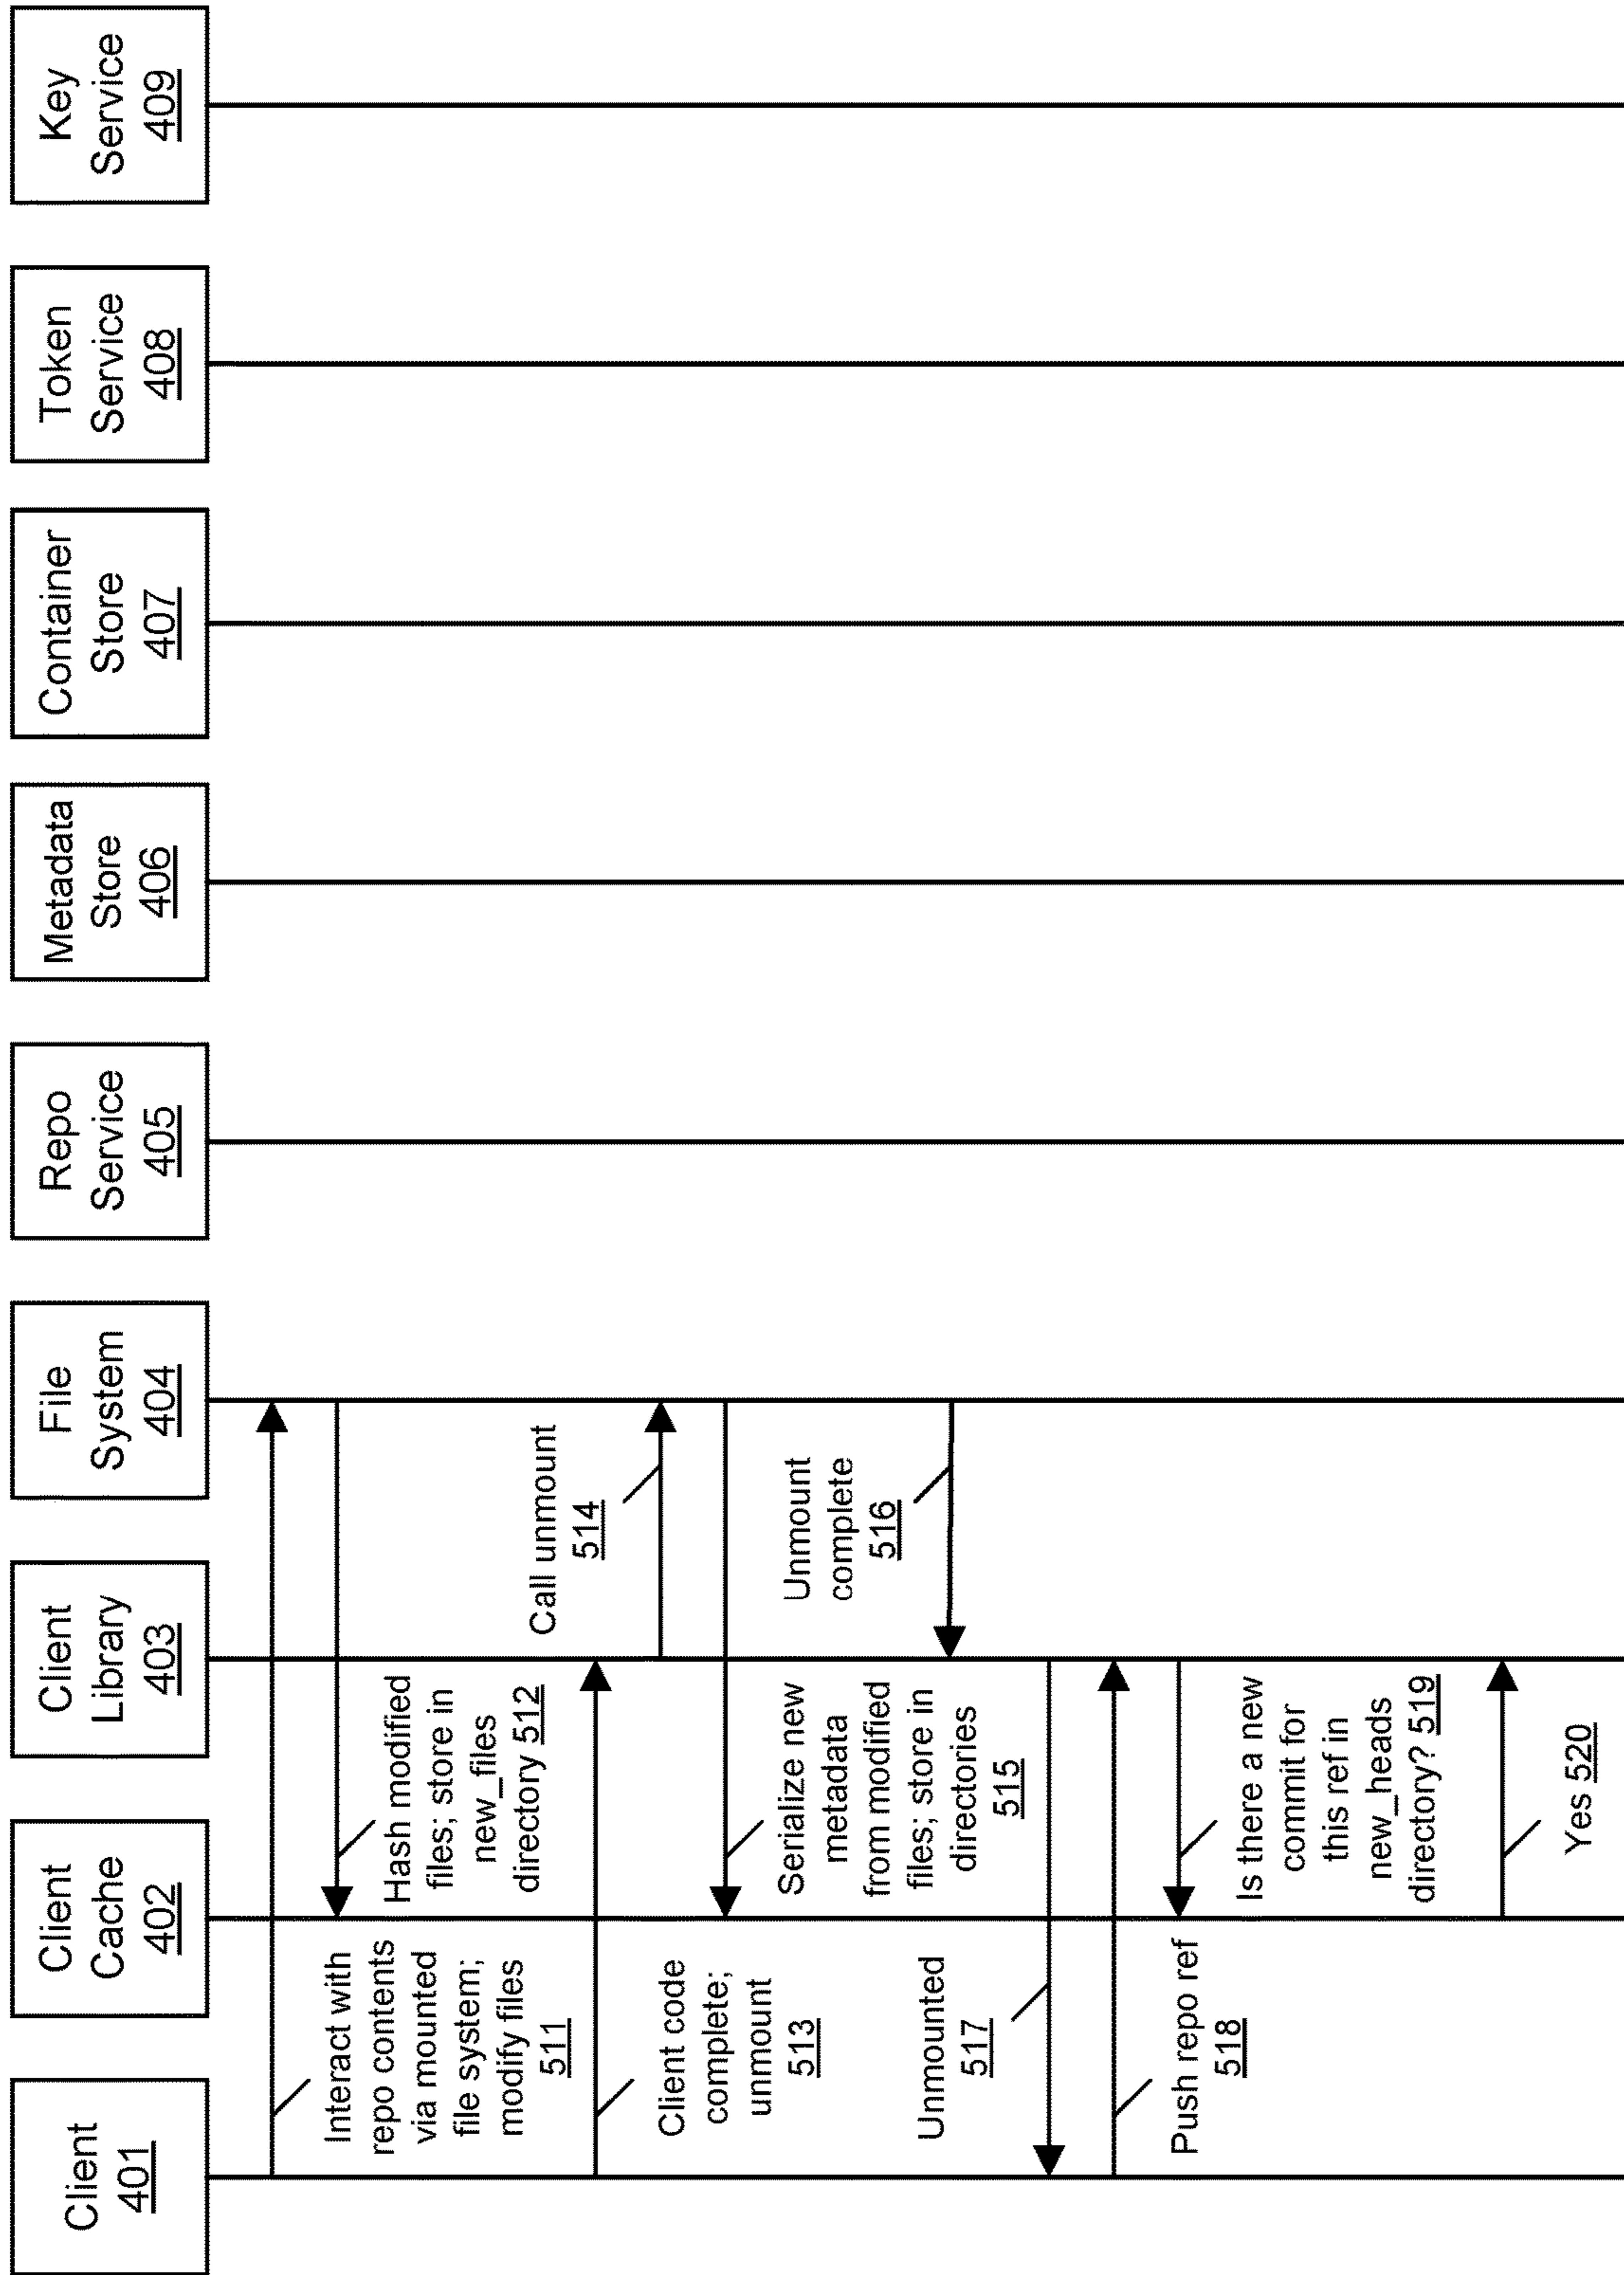 Client
401
Client
Cache
402
Client
Library
403
File
System
404
Repo
Service
405
Metadata
Store
406
Container
Store
407
Token
Service
408
Key
Service
409
Interact with
repo contents
via mounted
file system;
modify files
511
Hash modified
files; store in
new_files
directory 512
Client code
complete;
unmount
513
Call unmount
514
Serialize new
metadata
from modified
files; store in
directories
515
Unmount
complete
516
Unmounted
517
Push repo ref
518
Is there a new
commit for
this ref in
new_heads
directory? 519
Yes 520